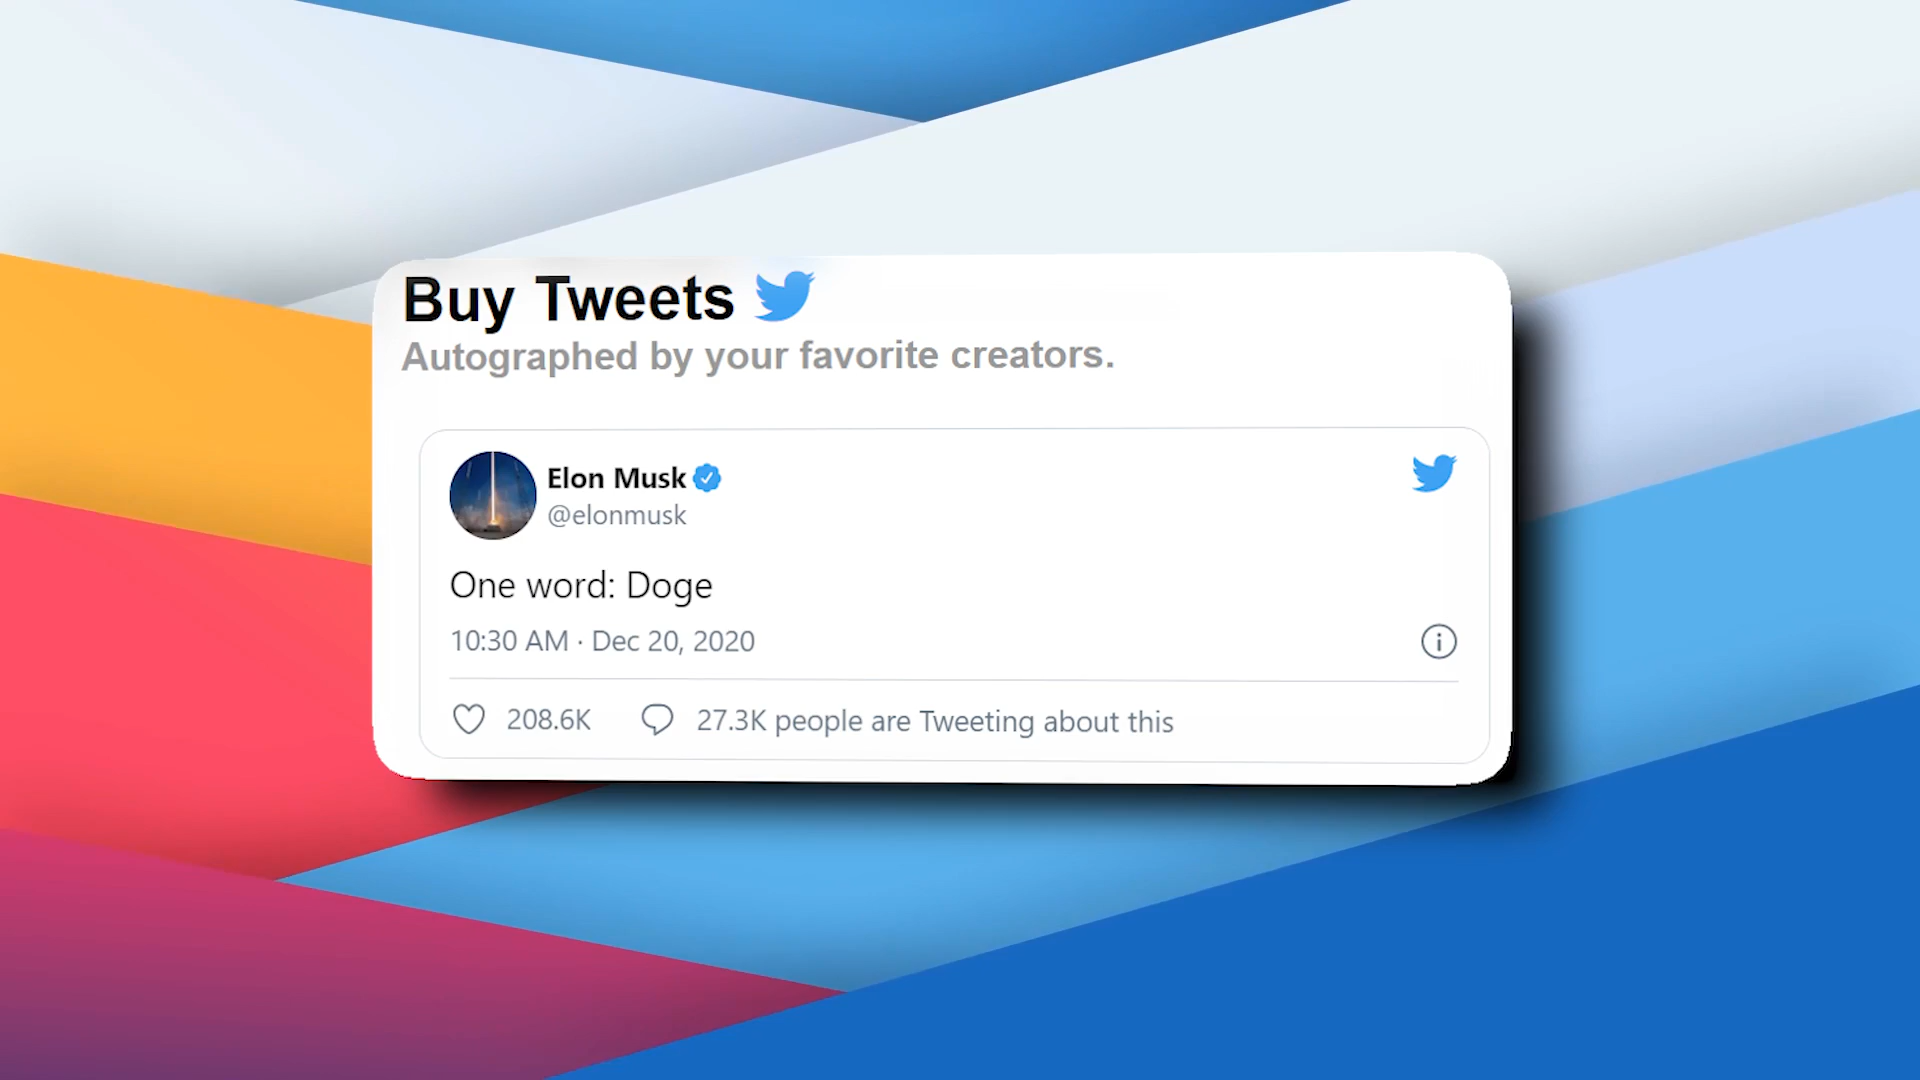 Buy Tweets
Autographed by your favorite creators.
Elon Musk
@elonmusk
One word: Doge
10:30 AM · Dec 20, 2020
208.6K 27.3K people are Tweeting about this